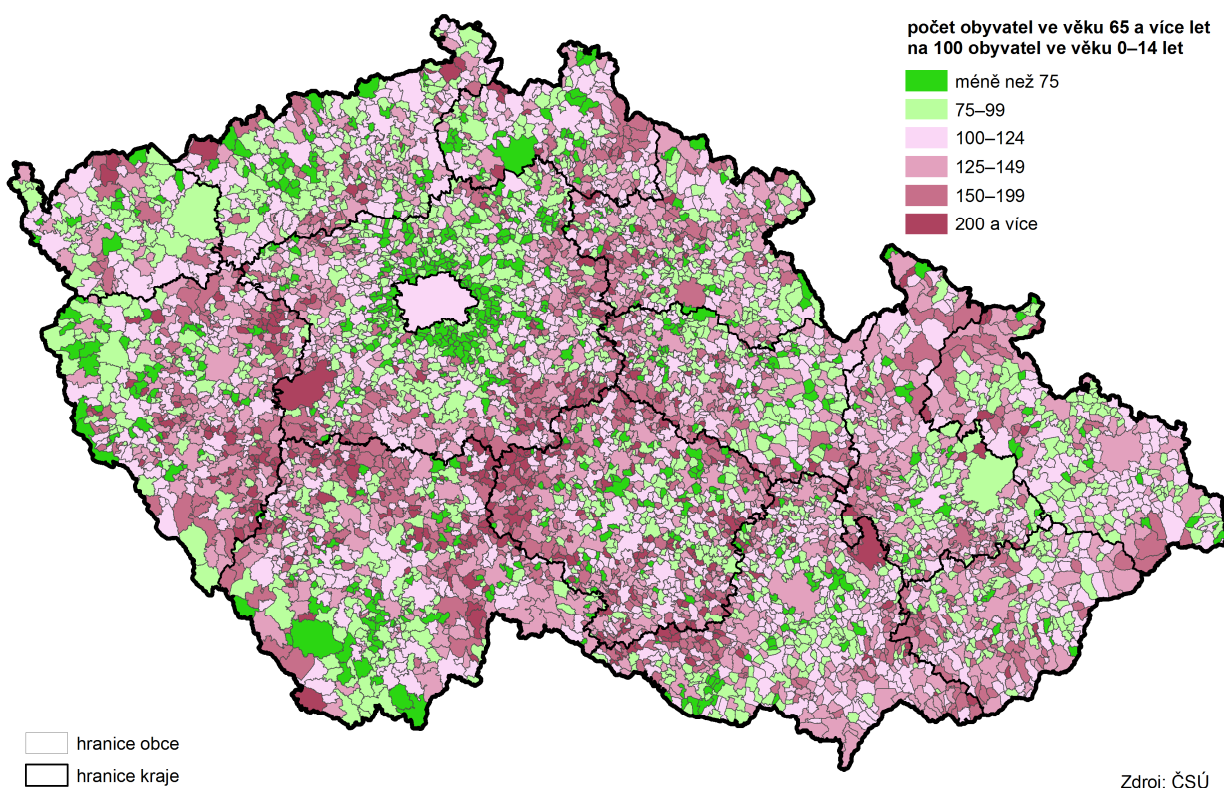 počet obyvatel ve věku 65 a více let
na 100 obyvatel ve věku 0–14 let
méně než 75
75–99
100–124
125–149
150–199
200 a více
hranice obce
hranice kraje
Zdroj: ČSÚ